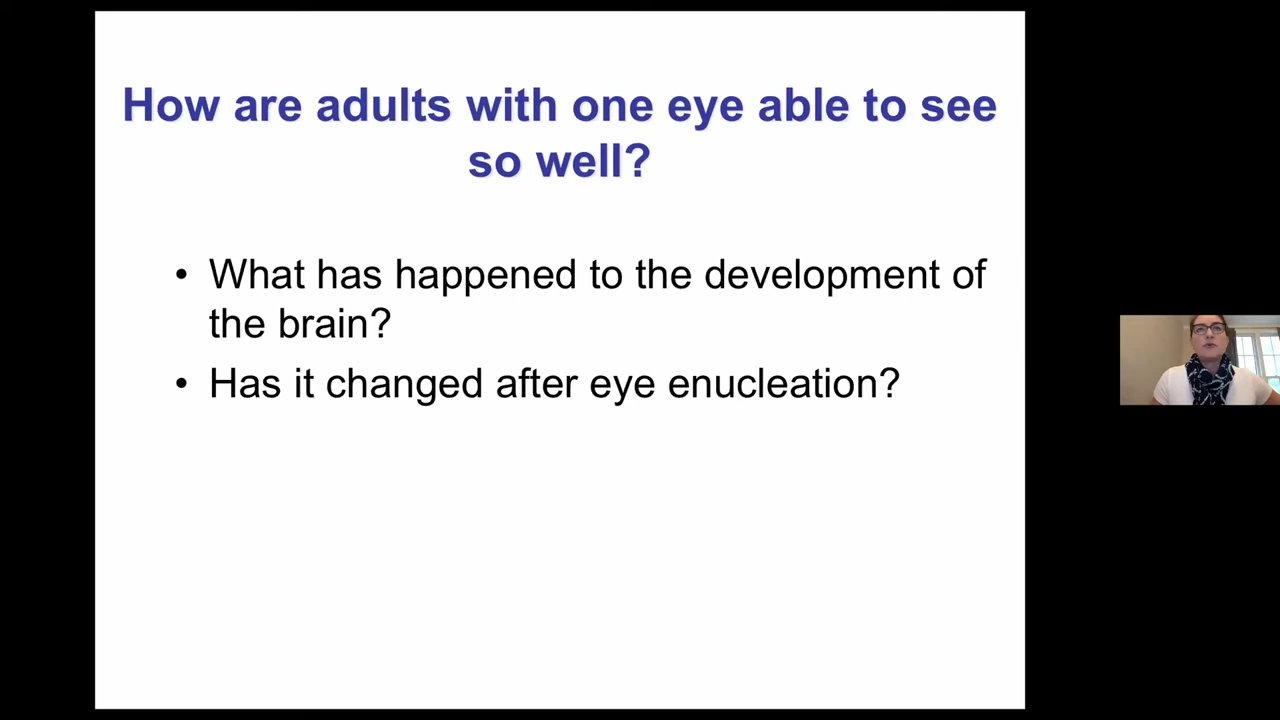 How are adults with one eye able to see
so well?
• What has happened to the development of
the brain?
• Has it changed after eye enucleation?